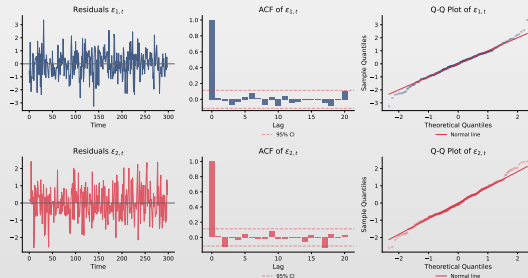 Residuals ε1,t
3
2
1
0
−1
−2
−3
0 50 100 150 200 250 300
Time
ACF of ε1,t
1.0
0.8
0.6
0.4
0.2
0.0
0 5 10 15 20
Lag
95% CI
Q-Q Plot of ε1,t
Sample Quantiles
3
2
1
0
−1
−2
−3
−2 −1 0 1 2
Theoretical Quantiles
Normal line
Residuals ε2,t
2
1
0
−1
−2
0 50 100 150 200 250 300
Time
ACF of ε2,t
1.0
0.8
0.6
0.4
0.2
0.0
0 5 10 15 20
Lag
95% CI
Q-Q Plot of ε2,t
Sample Quantiles
2
1
0
−1
−2
−2 −1 0 1 2
Theoretical Quantiles
Normal line